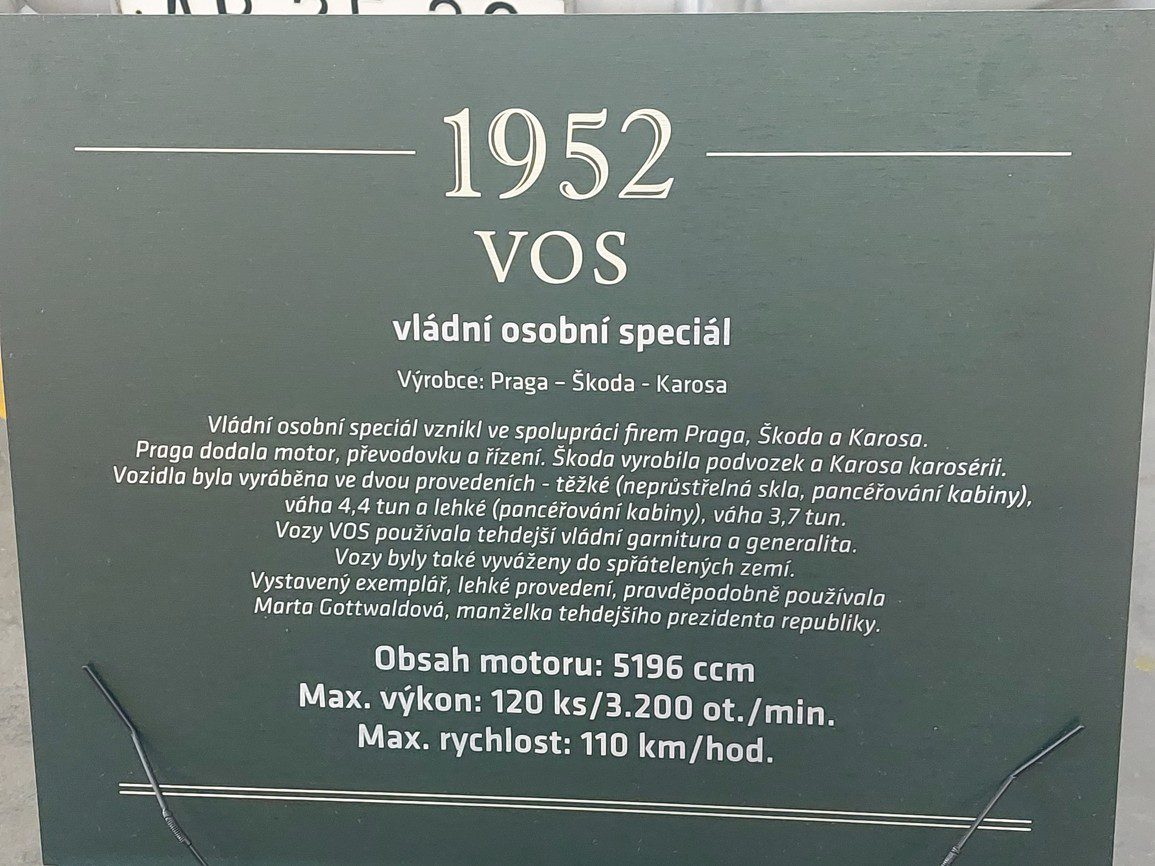 1952
VOS
vládní osobní speciál
Výrobce: Praga – Škoda - Karosa
Vládní osobní speciál vznikl ve spolupráci firem Praga, Škoda a Karosa.
Praga dodala motor, převodovku a řízení. Škoda vyrobila podvozek a Karosa karosérii.
Vozidla byla vyráběna ve dvou provedeních - těžké (neprůstřelná skla, pancéřování kabiny),
váha 4,4 tun a lehké (pancéřování kabiny), váha 3,7 tun.
Vozy VOS používala tehdejší vládní garnitura a generalita.
Vozy byly také vyváženy do spřátelených zemí.
Vystavený exemplář, lehké provedení, pravděpodobně používala
Marta Gottwaldová, manželka tehdejšího prezidenta republiky.
Obsah motoru: 5196 ccm
Max. výkon: 120 ks/3.200 ot./min.
Max. rychlost: 110 km/hod.